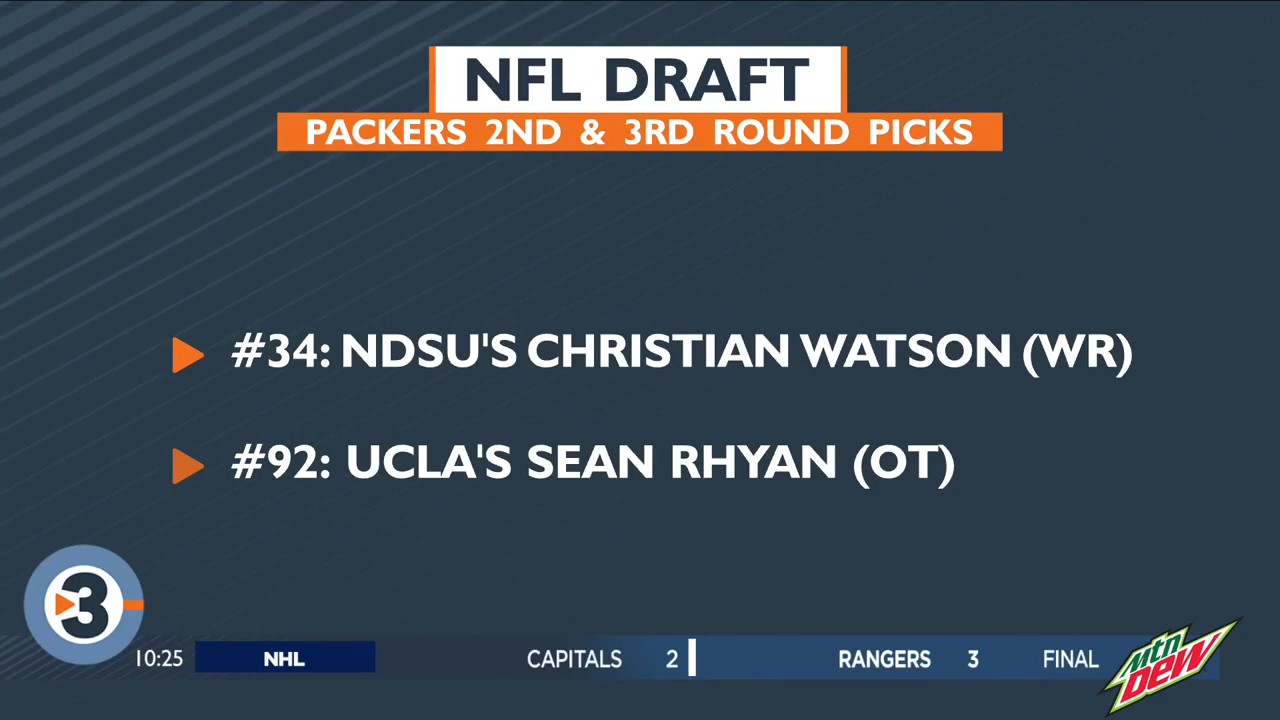 NFL DRAFT
PACKERS 2ND & 3RD ROUND PICKS
#34: NDSU'S CHRISTIAN WATSON (WR)
#92: UCLA'S SEAN RHYAN (OT)
3
10:25 NHL CAPITALS 2 RANGERS 3 FINAL
mtn
DEW